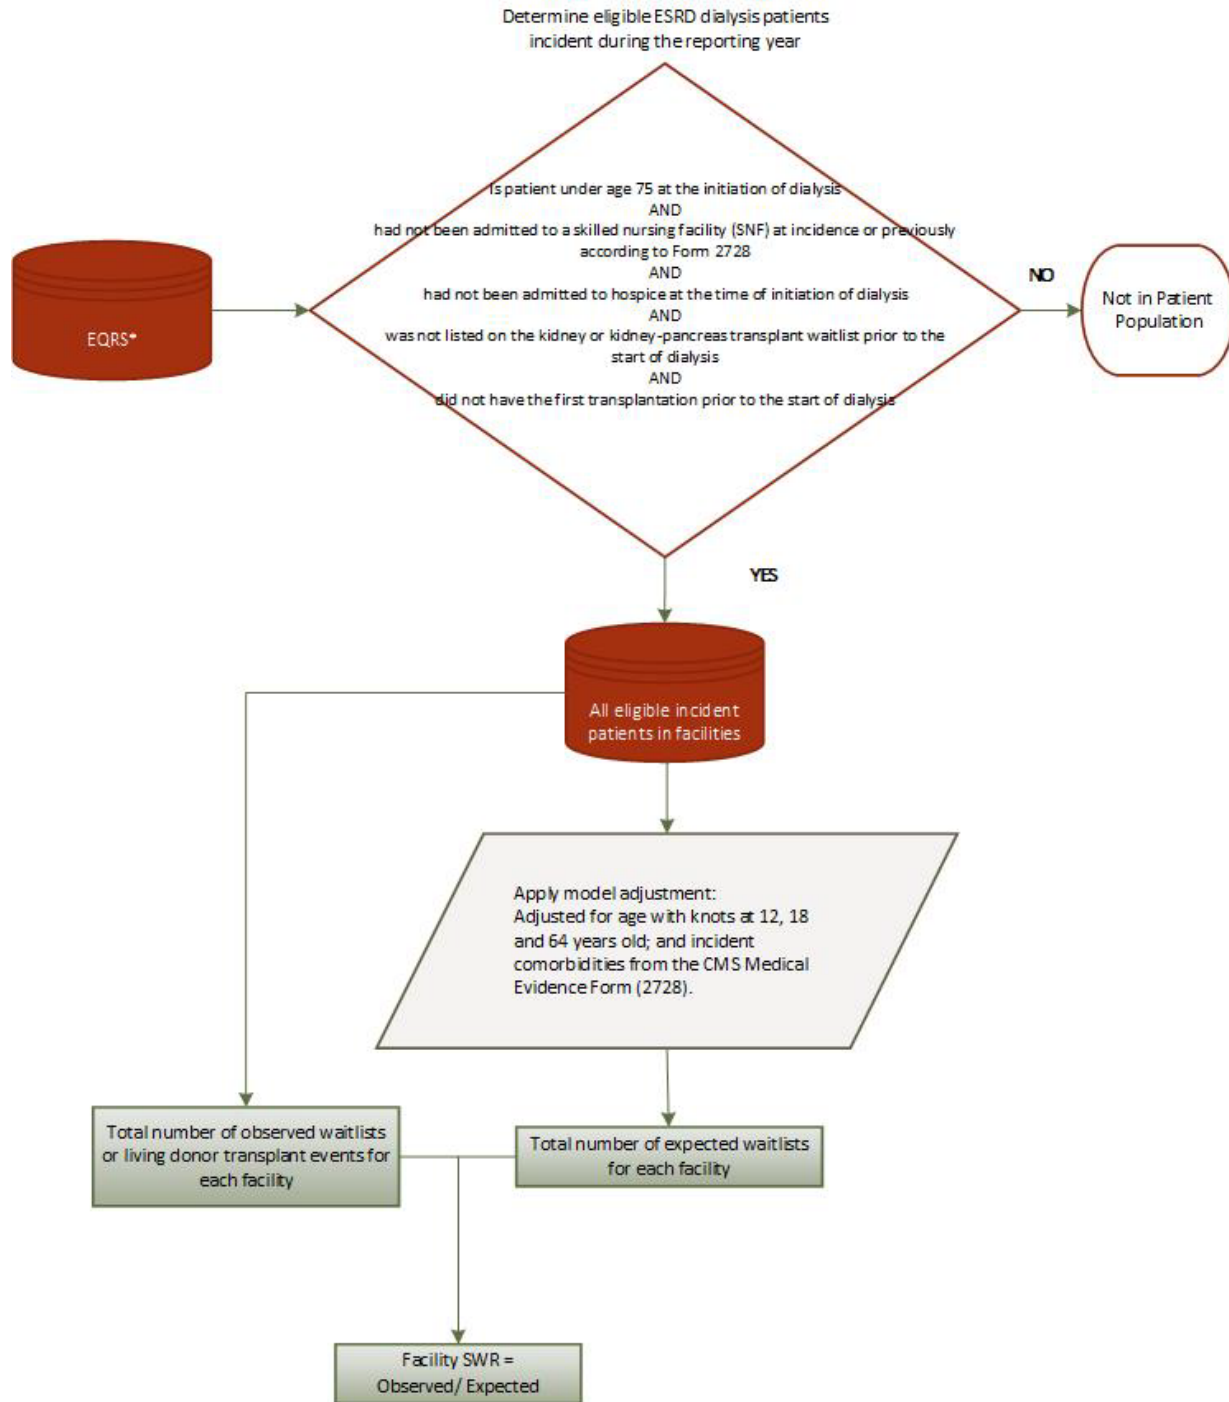 Determine eligible ESRD dialysis patients
incident during the reporting year
Is patient under age 75 at the initiation of dialysis
AND
had not been admitted to a skilled nursing facility (SNF) at incidence or previously
according to Form 2728
AND
had not been admitted to hospice at the time of initiation of dialysis
AND
was not listed on the kidney or kidney-pancreas transplant waitlist prior to the
start of dialysis
AND
did not have the first transplantation prior to the start of dialysis
EQRS*
NO
Not in Patient
Population
YES
All eligible incident
patients in facilities
Apply model adjustment:
Adjusted for age with knots at 12, 18
and 64 years old; and incident
comorbidities from the CMS Medical
Evidence Form (2728).
Total number of observed waitlists
or living donor transplant events for
each facility
Total number of expected waitlists
for each facility
Facility SWR =
Observed/ Expected